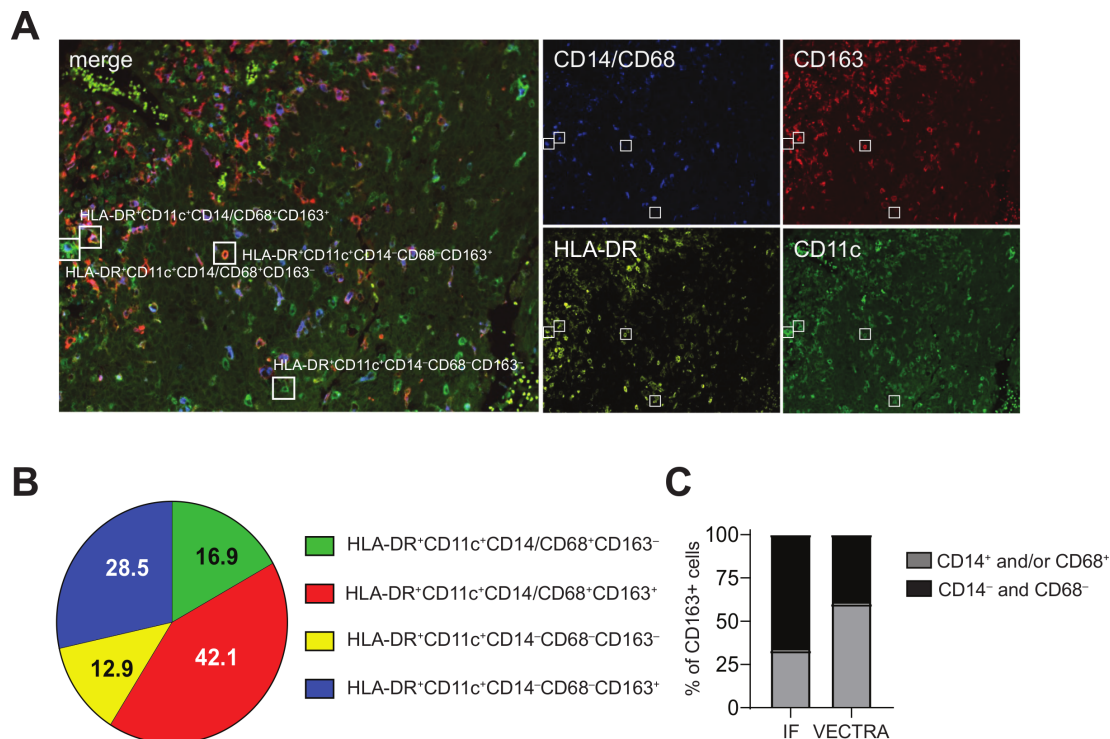 A
merge
HLA-DR⁺CD11c⁺CD14/CD68⁺CD163⁺
HLA-DR⁺CD11c⁺CD14⁻CD68⁻CD163⁺
HLA-DR⁺CD11c⁺CD14/CD68⁺CD163⁻
HLA-DR⁺CD11c⁺CD14⁻CD68⁻CD163⁻
CD14/CD68
CD163
HLA-DR
CD11c
B
28.5
16.9
12.9
42.1
HLA-DR⁺CD11c⁺CD14/CD68⁺CD163⁻
HLA-DR⁺CD11c⁺CD14/CD68⁺CD163⁺
HLA-DR⁺CD11c⁺CD14⁻CD68⁻CD163⁻
HLA-DR⁺CD11c⁺CD14⁻CD68⁻CD163⁺
C
% of CD163+ cells
100
75
50
25
0
IF VECTRA
CD14⁺ and/or CD68⁺
CD14⁻ and CD68⁻